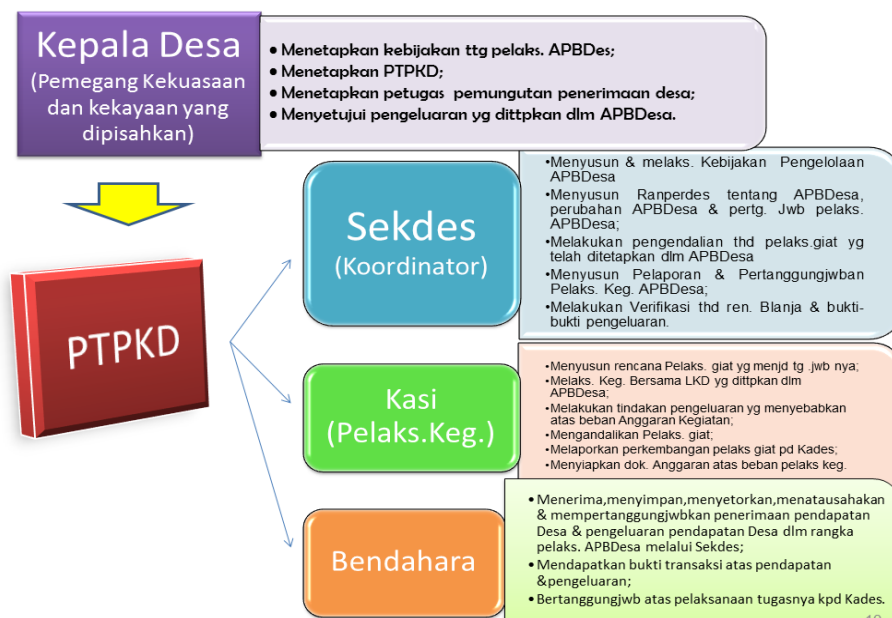 Kepala Desa
(Pemegang Kekuasaan
dan kekayaan yang
dipisahkan)
• Menetapkan kebijakan ttg pelaks. APBDes;
• Menetapkan PTPKD;
• Menetapkan petugas pemungutan penerimaan desa;
• Menyetujui pengeluaran yg dittpkan dlm APBDesa.
PTPKD
Sekdes
(Koordinator)
•Menyusun & melaks. Kebijakan Pengelolaan
APBDesa
•Menyusun Ranperdes tentang APBDesa,
perubahan APBDesa & pertg. Jwb pelaks.
APBDesa;
•Melakukan pengendalian thd pelaks.giat yg
telah ditetapkan dlm APBDesa
•Menyusun Pelaporan & Pertanggungjwban
Pelaks. Keg. APBDesa;
•Melakukan Verifikasi thd ren. Blanja & bukti-
bukti pengeluaran.
Kasi
(Pelaks.Keg.)
•Menyusun rencana Pelaks. giat yg menjd tg .jwb nya;
•Melaks. Keg. Bersama LKD yg dittpkan dlm
APBDesa;
•Melakukan tindakan pengeluaran yg menyebabkan
atas beban Anggaran Kegiatan;
•Mengandalikan Pelaks. giat;
•Melaporkan perkembangan pelaks giat pd Kades;
•Menyiapkan dok. Anggaran atas beban pelaks keg.
Bendahara
• Menerima,menyimpan,menyetorkan,menatausahakan
& mempertanggungjwbkan penerimaan pendapatan
Desa & pengeluaran pendapatan Desa dlm rangka
pelaks. APBDesa melalui Sekdes;
• Mendapatkan bukti transaksi atas pendapatan
&pengeluaran;
• Bertanggungjwb atas pelaksanaan tugasnya kpd Kades.